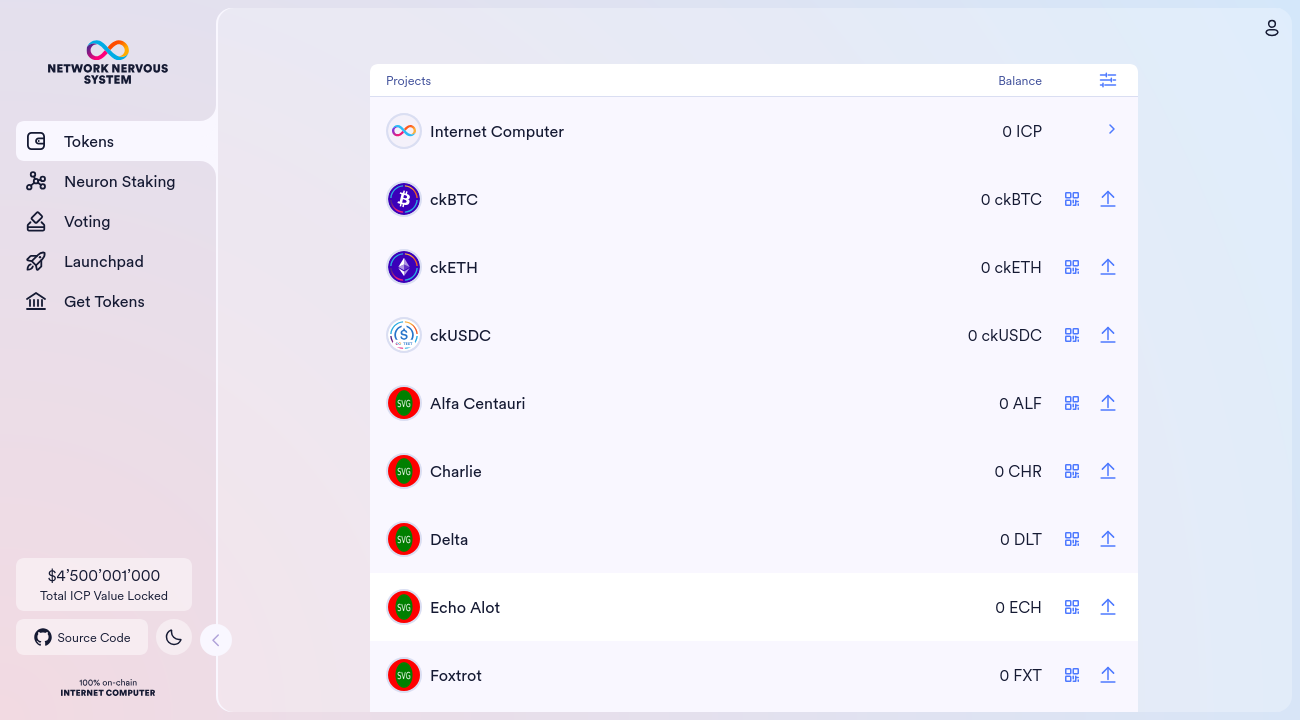 NETWORK NERVOUS
SYSTEM
Tokens
Neuron Staking
Voting
Launchpad
Get Tokens
$4’500’001’000
Total ICP Value Locked
Source Code
100% on-chain
INTERNET COMPUTER
Projects Balance
Internet Computer 0 ICP
ckBTC 0 ckBTC
ckETH 0 ckETH
ckUSDC 0 ckUSDC
SVG Alfa Centauri 0 ALF
SVG Charlie 0 CHR
SVG Delta 0 DLT
SVG Echo Alot 0 ECH
SVG Foxtrot 0 FXT